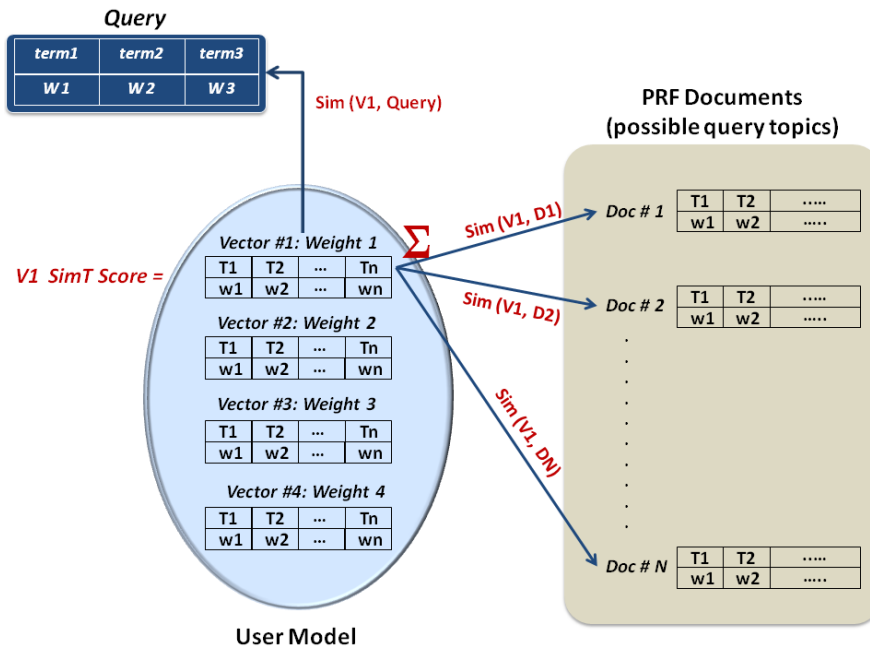 Query
term1 term2 term3
W1 W2 W3
Sim (V1, Query)
PRF Documents
(possible query topics)
V1 SimT Score =
Σ
Vector #1: Weight 1
T1 T2 ... Tn
w1 w2 ... wn
Vector #2: Weight 2
T1 T2 ... Tn
w1 w2 ... wn
Vector #3: Weight 3
T1 T2 ... Tn
w1 w2 ... wn
Vector #4: Weight 4
T1 T2 ... Tn
w1 w2 ... wn
User Model
Sim (V1, D1)
Sim (V1, D2)
Sim (V1, DN)
Doc # 1
T1 T2 .....
w1 w2 .....
Doc # 2
T1 T2 .....
w1 w2 .....
Doc # N
T1 T2 .....
w1 w2 .....